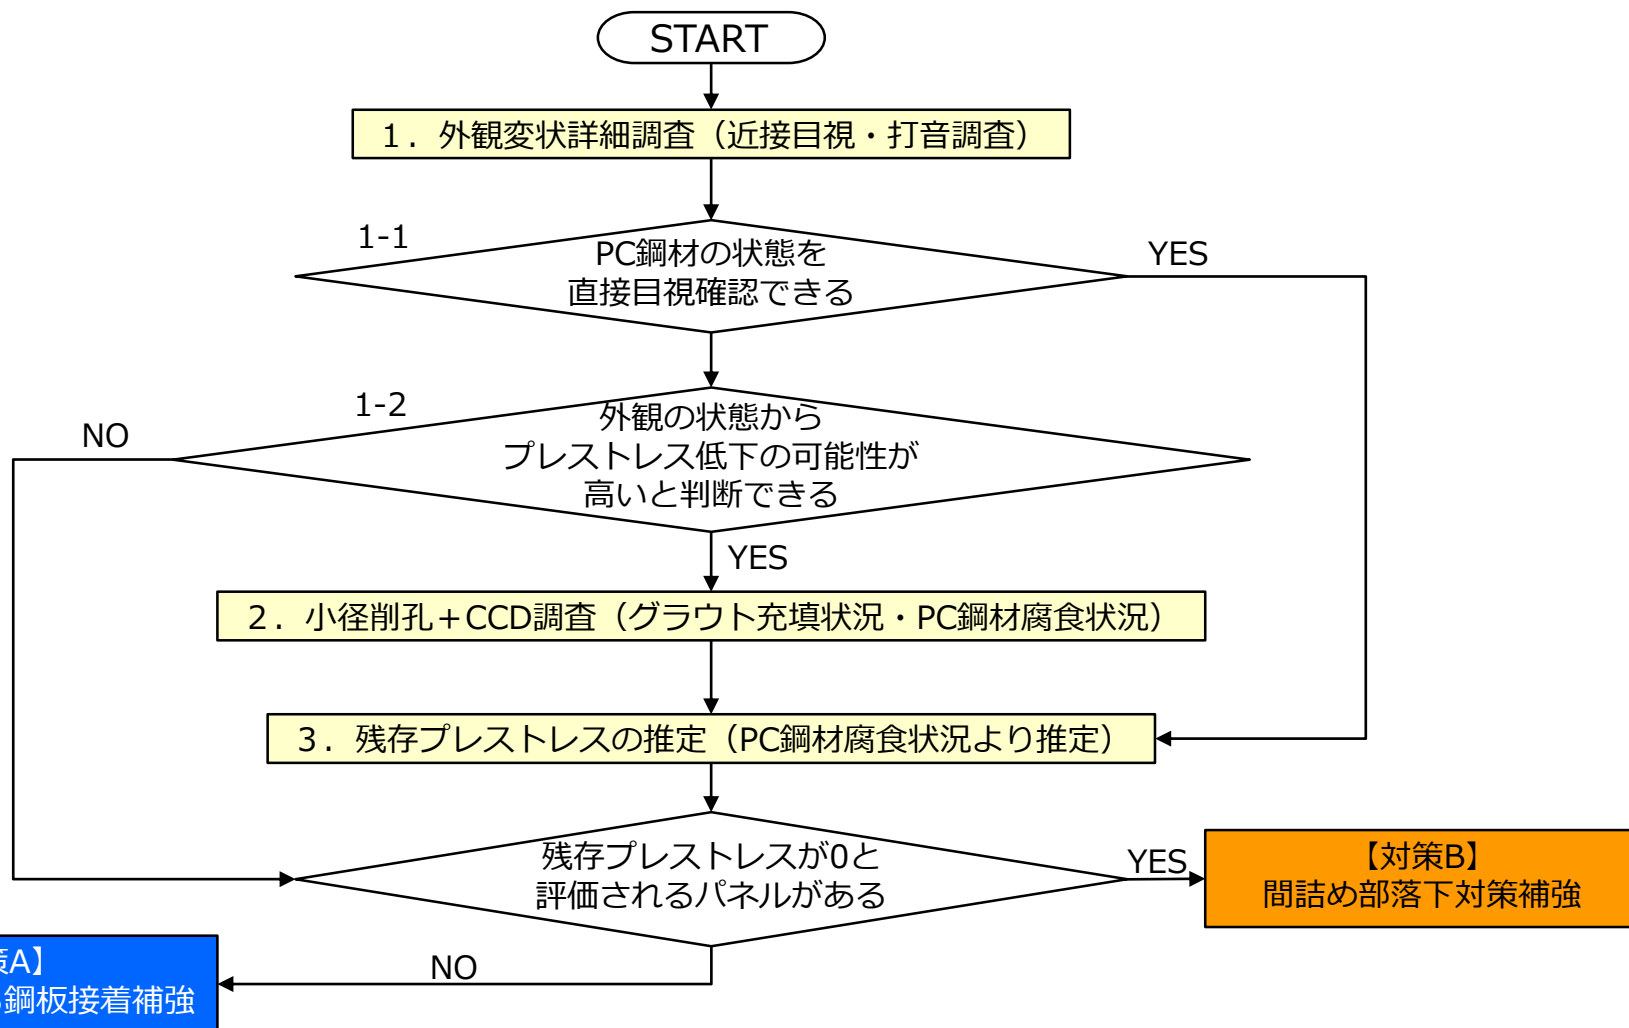 START
１．外観変状詳細調査（近接目視・打音調査）
1-1
PC鋼材の状態を
直接目視確認できる
YES
1-2
外観の状態から
プレストレス低下の可能性が
高いと判断できる
NO
YES
２．小径削孔＋CCD調査（グラウト充填状況・PC鋼材腐食状況）
３．残存プレストレスの推定（PC鋼材腐食状況より推定）
残存プレストレスが0と
評価されるパネルがある
YES
【対策B】
間詰め部落下対策補強
NO
策A】
鋼板接着補強